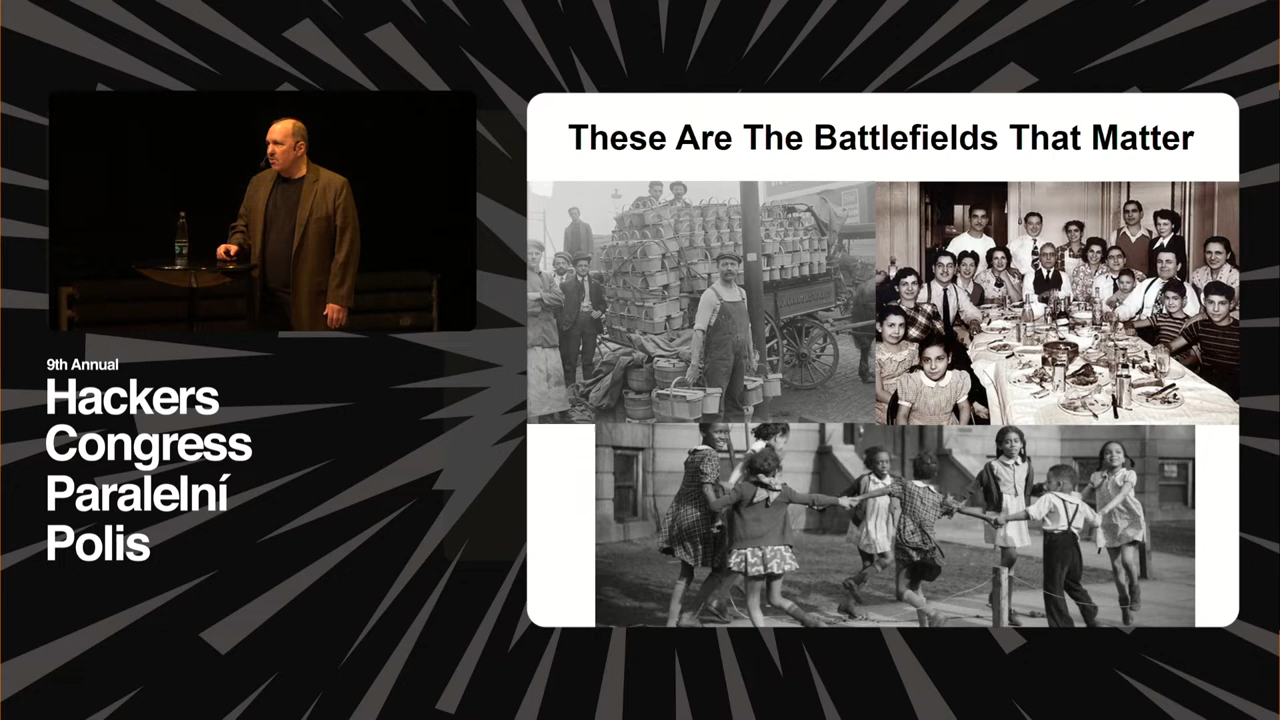 These Are The Battlefields That Matter
9th Annual
Hackers
Congress
Paralelní
Polis